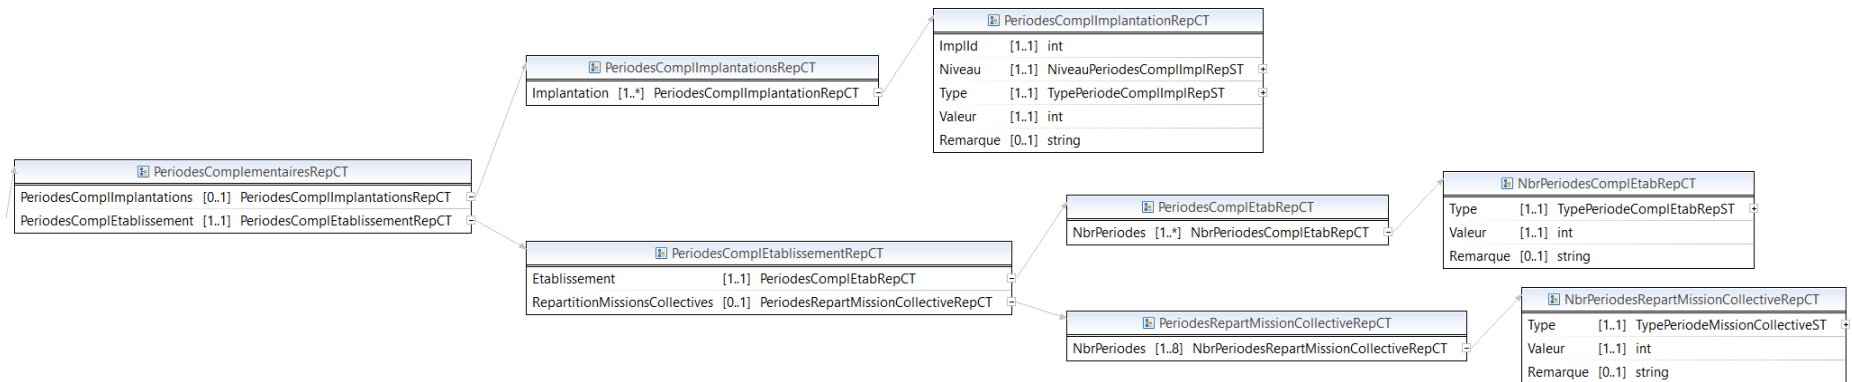 PeriodesComplImplantationRepCT
ImplId [1..1] int
Niveau [1..1] NiveauPeriodesComplImplRepST
Type [1..1] TypePeriodeComplImplRepST
Valeur [1..1] int
Remarque [0..1] string
PeriodesComplImplantationsRepCT
Implantation [1..*] PeriodesComplImplantationRepCT
PeriodesComplementairesRepCT
PeriodesComplImplantations [0..1] PeriodesComplImplantationsRepCT
PeriodesComplEtablissement [1..1] PeriodesComplEtablissementRepCT
PeriodesComplEtablissementRepCT
Etablissement [1..1] PeriodesComplEtabRepCT
RepartitionMissionsCollectives [0..1] PeriodesRepartMissionCollectiveRepCT
PeriodesComplEtabRepCT
NbrPeriodes [1..*] NbrPeriodesComplEtabRepCT
NbrPeriodesComplEtabRepCT
Type [1..1] TypePeriodeComplEtabRepST
Valeur [1..1] int
Remarque [0..1] string
PeriodesRepartMissionCollectiveRepCT
NbrPeriodes [1..8] NbrPeriodesRepartMissionCollectiveRepCT
NbrPeriodesRepartMissionCollectiveRepCT
Type [1..1] TypePeriodeMissionCollectiveST
Valeur [1..1] int
Remarque [0..1] string